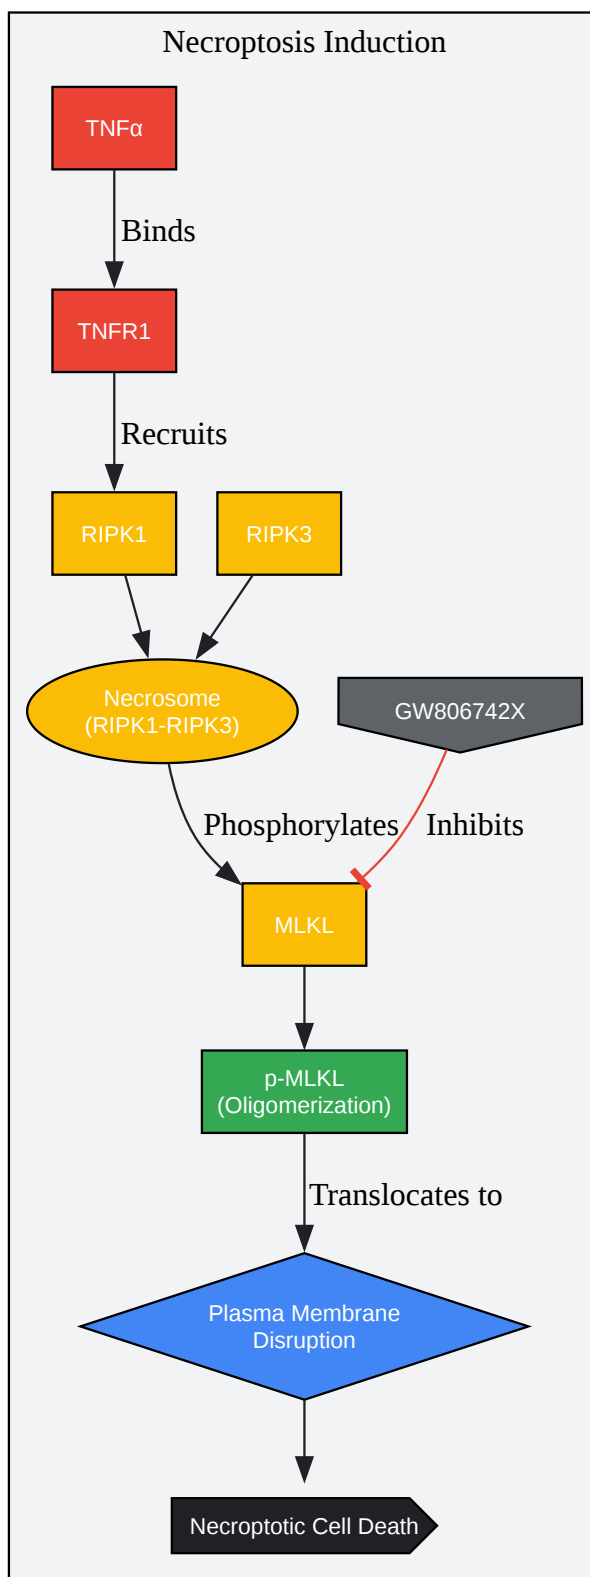 Necroptosis Induction
TNFα
Binds
TNFR1
Recruits
RIPK1
RIPK3
Necrosome
(RIPK1-RIPK3)
GW806742X
Phosphorylates
Inhibits
MLKL
p-MLKL
(Oligomerization)
Translocates to
Plasma Membrane
Disruption
Necroptotic Cell Death